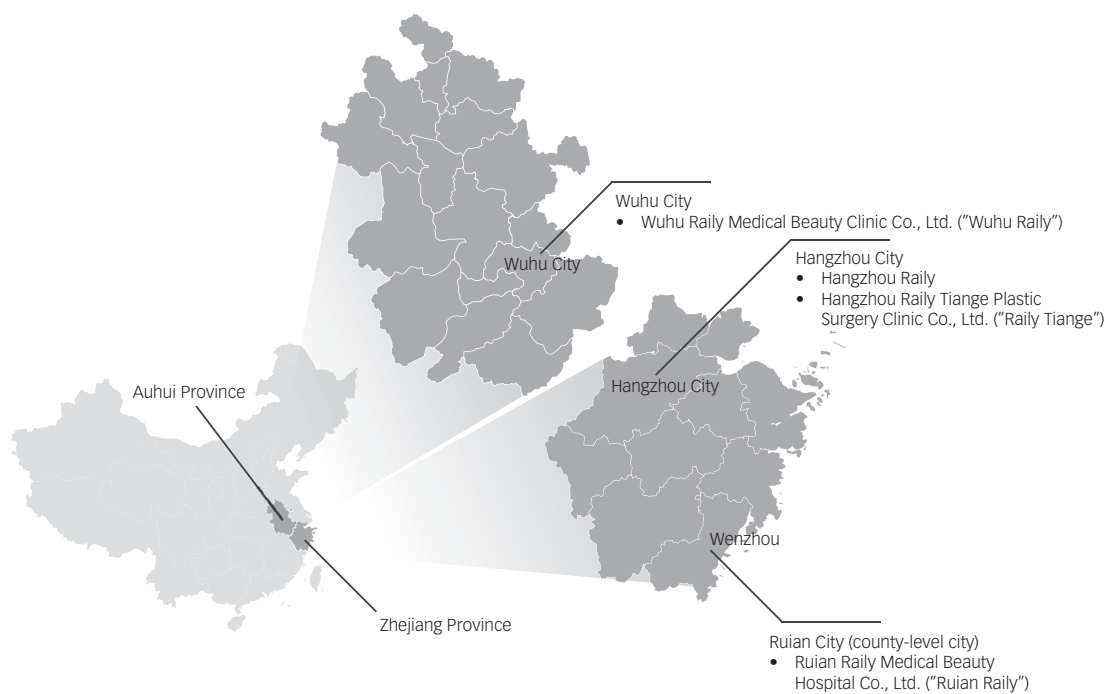 Wuhu City
• Wuhu Raily Medical Beauty Clinic Co., Ltd. ("Wuhu Raily")
Hangzhou City
• Hangzhou Raily
• Hangzhou Raily Tiange Plastic
Surgery Clinic Co., Ltd. ("Raily Tiange")
Wuhu City
Hangzhou City
Auhui Province
Wenzhou
Zhejiang Province
Ruian City (county-level city)
• Ruian Raily Medical Beauty
Hospital Co., Ltd. ("Ruian Raily")